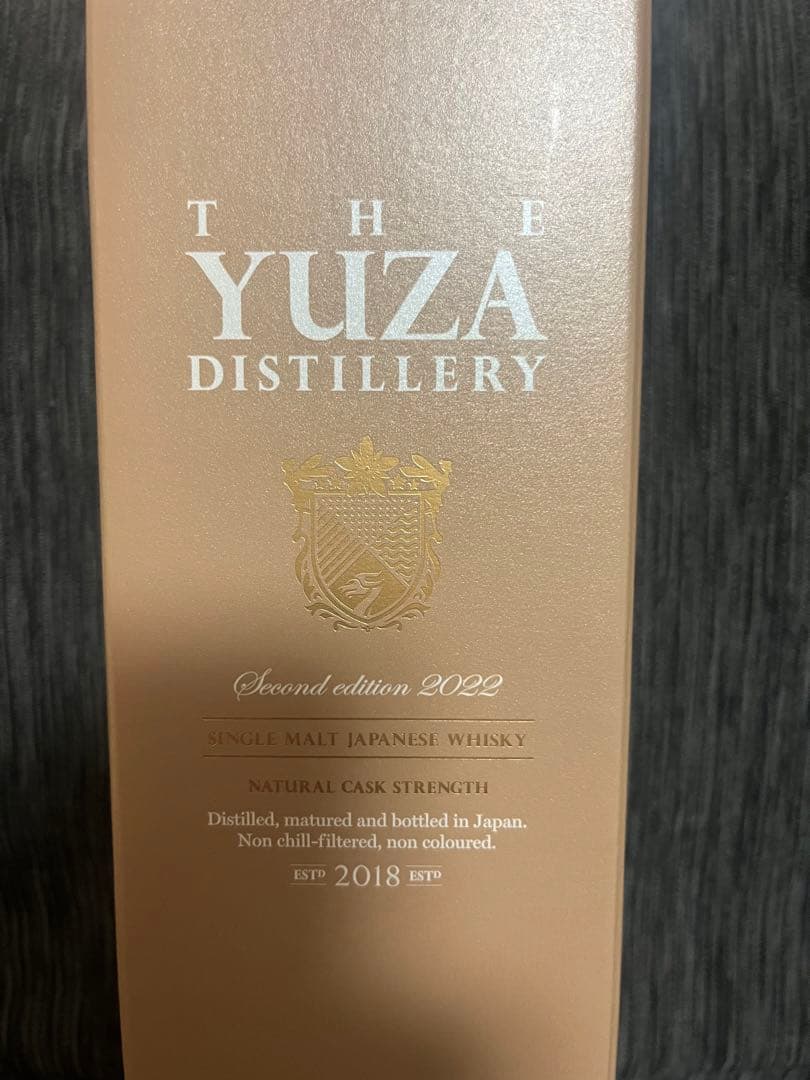 THE
YUZA
DISTILLERY
Second edition 2022
SINGLE MALT JAPANESE WHISKY
NATURAL CASK STRENGTH
Distilled, matured and bottled in Japan.
Non chill-filtered, non coloured.
ESTD 2018 ESTD